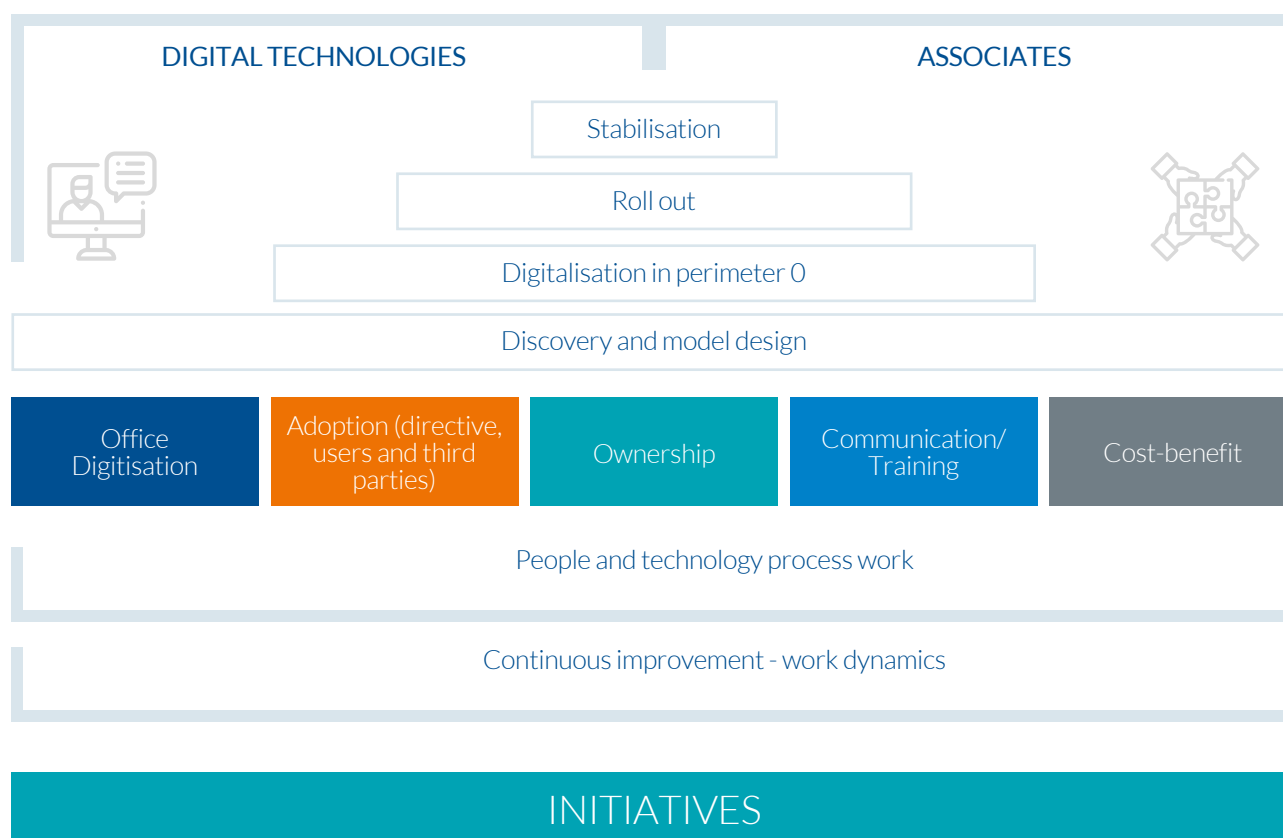 DIGITAL TECHNOLOGIES
ASSOCIATES
Stabilisation
Roll out
Digitalisation in perimeter 0
Discovery and model design
Office
Digitisation
Adoption (directive,
users and third
parties)
Ownership
Communication/
Training
Cost-benefit
People and technology process work
Continuous improvement - work dynamics
INITIATIVES